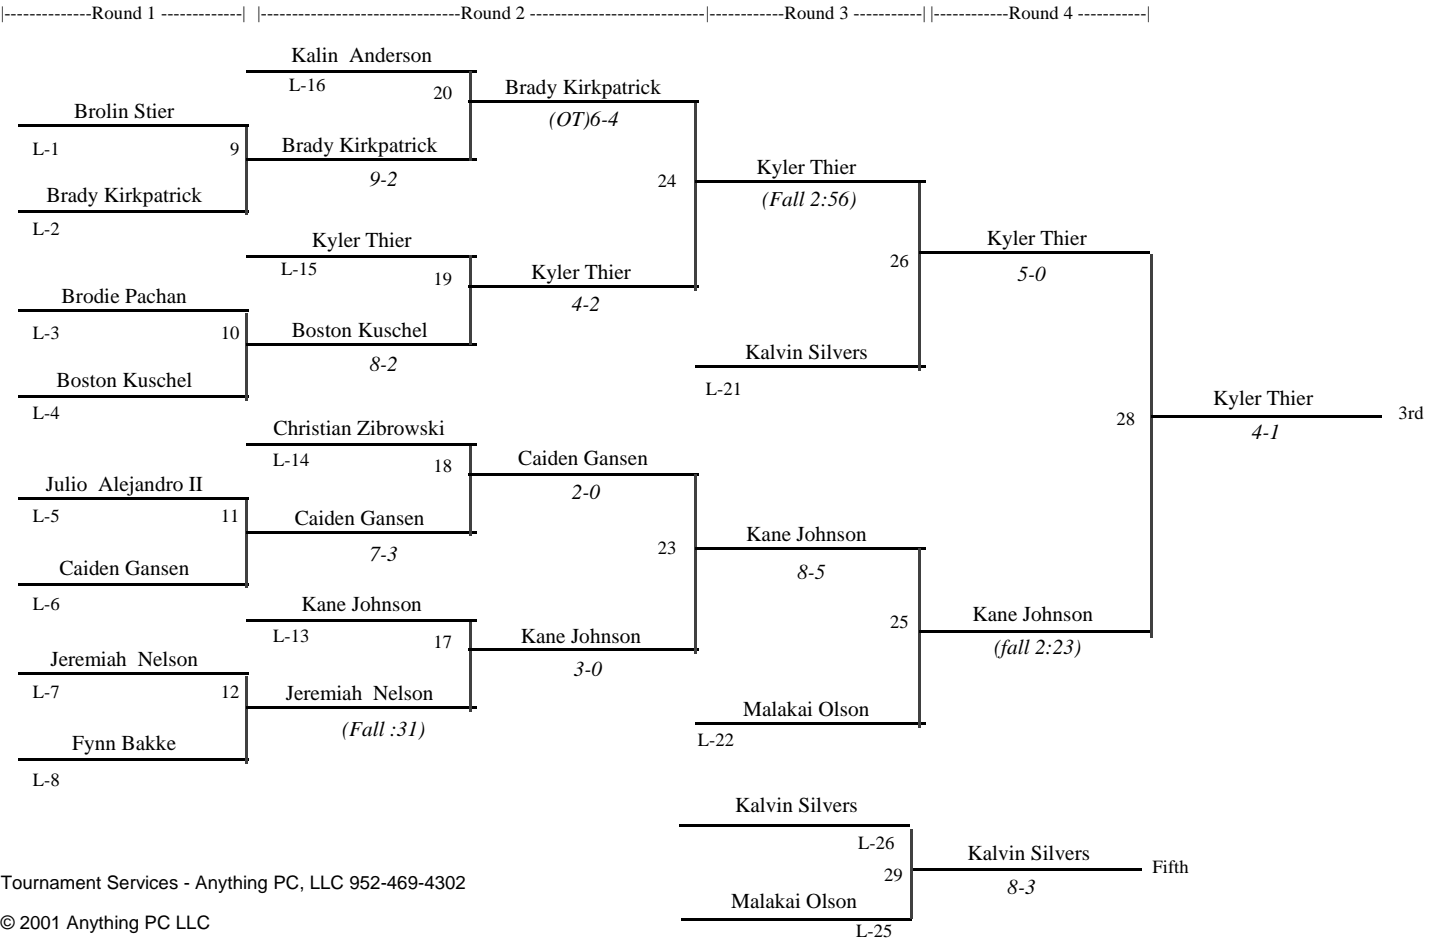 |--------------Round 1 -------------| |--------------------------------Round 2 ----------------------------|------------Round 3 -----------| |------------Round 4 -----------|
Kalin  Anderson
L-16
20
Brady Kirkpatrick
(OT)6-4
Brolin Stier
L-1
9
Brady Kirkpatrick
9-2
Brady Kirkpatrick
L-2
24
Kyler Thier
(Fall 2:56)
Kyler Thier
L-15
19
Kyler Thier
4-2
Brodie Pachan
L-3
10
Boston Kuschel
8-2
Boston Kuschel
L-4
26
Kyler Thier
5-0
Kalvin Silvers
L-21
28
Kyler Thier
4-1
3rd
Christian Zibrowski
L-14
18
Caiden Gansen
2-0
Julio  Alejandro II
L-5
11
Caiden Gansen
7-3
Caiden Gansen
L-6
23
Kane Johnson
8-5
Kane Johnson
L-13
17
Kane Johnson
3-0
25
Kane Johnson
(fall 2:23)
Jeremiah  Nelson
L-7
12
Jeremiah  Nelson
(Fall :31)
Fynn Bakke
L-8
Malakai Olson
L-22
Kalvin Silvers
L-26
29
Kalvin Silvers
8-3
Fifth
Malakai Olson
L-25
Tournament Services - Anything PC, LLC 952-469-4302
© 2001 Anything PC LLC